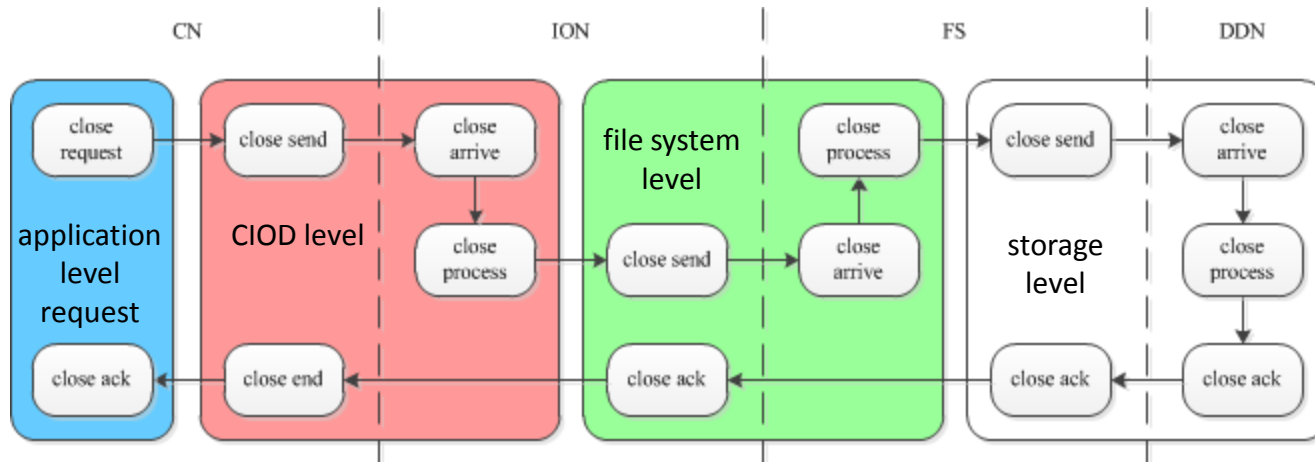 CN
ION
FS
DDN
close
request
close send
close
arrive
file system
level
close
process
close send
close
arrive
application
level
request
CIOD level
close
process
close send
close
arrive
storage
level
close
process
close ack
close end
close ack
close ack
close ack